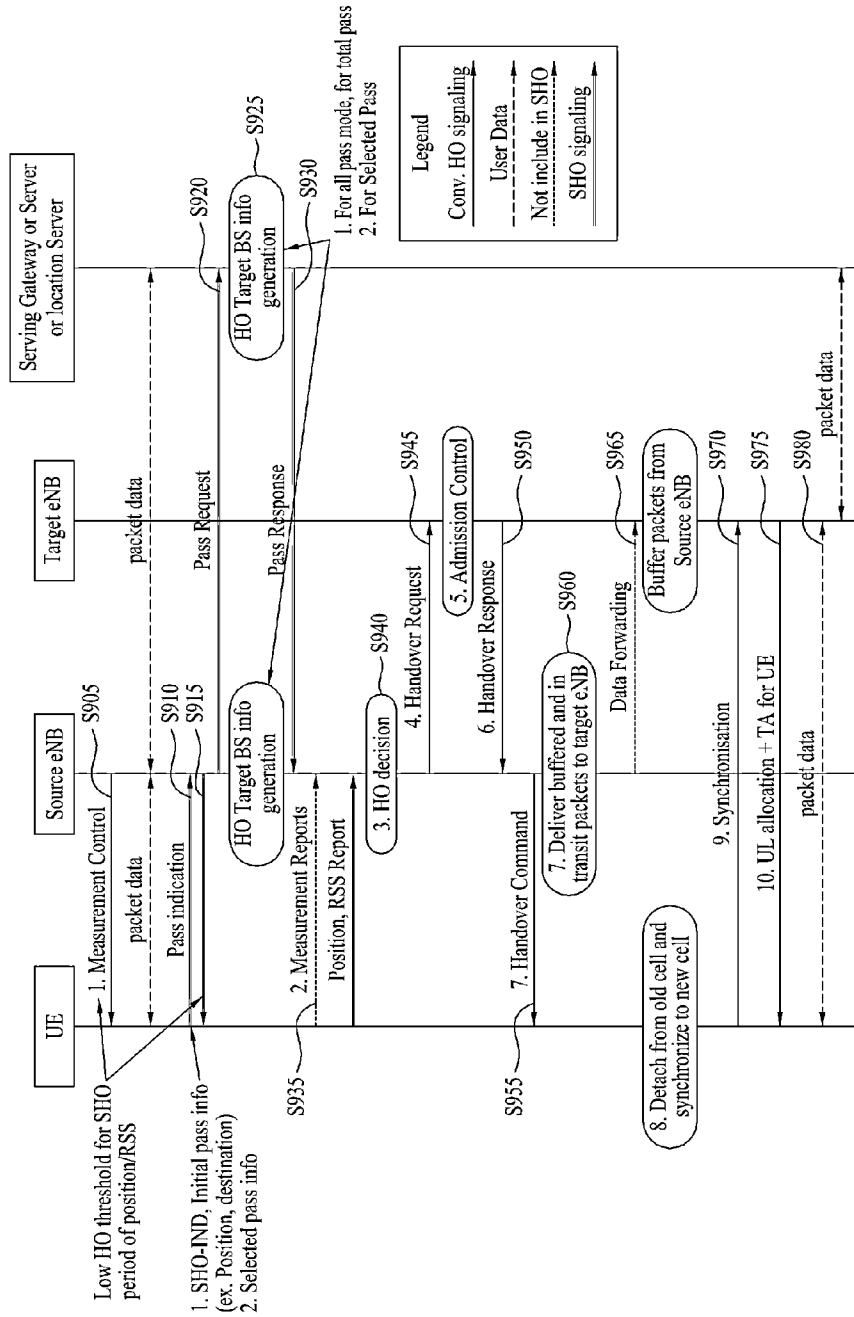 UE
Source eNB
Target eNB
Serving Gateway or Server
or location Server
Low HO threshold for SHO
period of position/RSS
1. Measurement Control
S905
packet data
packet data
Pass indication
S910
S915
1. SHO-IND, Initial pass info
(ex. Position, destination)
2. Selected pass info
Pass Request
S920
HO Target BS info
generation
HO Target BS info
generation
S925
1. For all pass mode, for total pass
2. For Selected Pass
Pass Response
S930
S935
2. Measurement Reports
Position, RSS Report
3. HO decision
S940
4. Handover Request
S945
5. Admission Control
6. Handover Response
S950
S955
7. Handover Command
7. Deliver buffered and in
transit packets to target eNB
S960
Data Forwarding
S965
8. Detach from old cell and
synchronize to new cell
Buffer packets from
Source eNB
9. Synchronisation
S970
10. UL allocation + TA for UE
S975
packet data
S980
packet data
Legend
Conv. HO signaling
User Data
Not include in SHO
SHO signaling